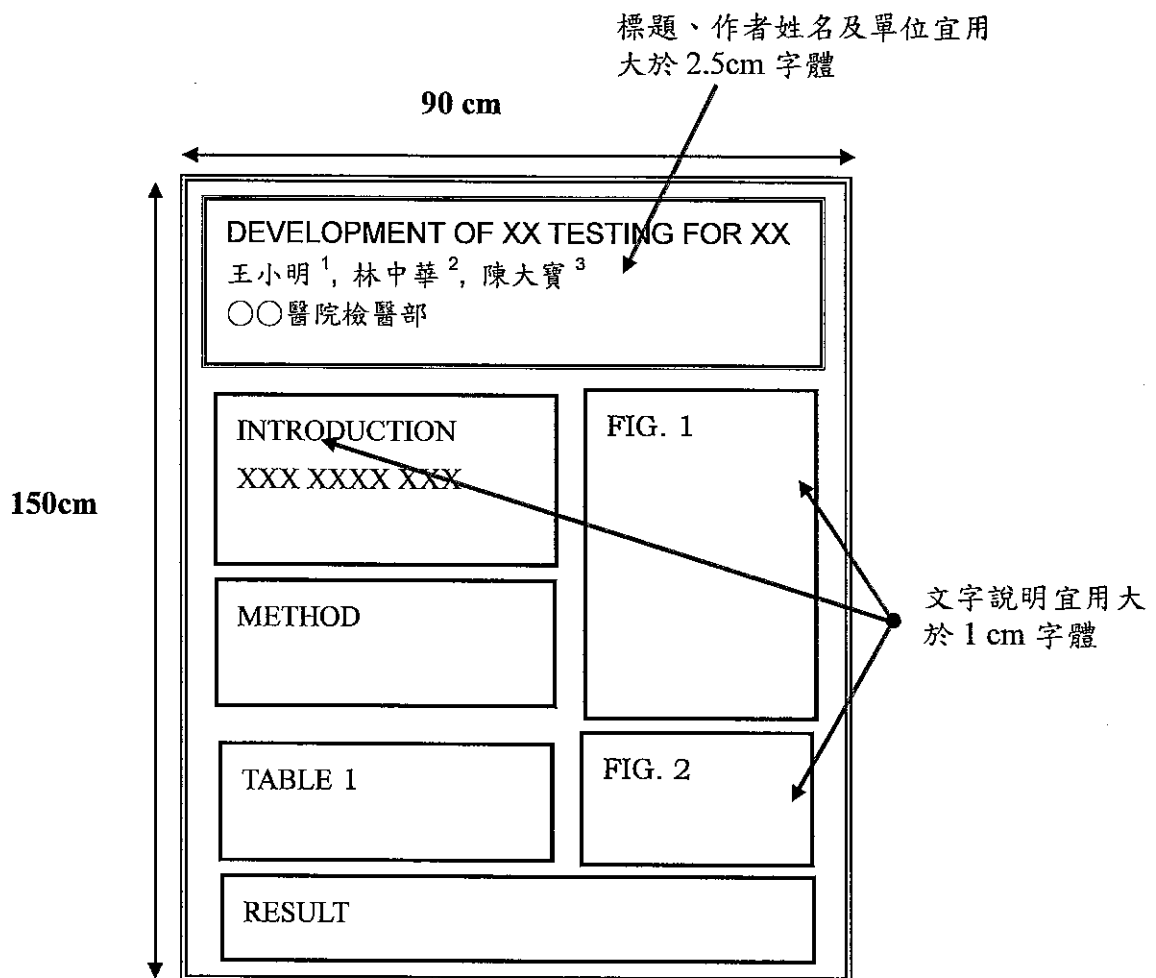 標題、作者姓名及單位宜用
大於 2.5cm 字體
90 cm
DEVELOPMENT OF XX TESTING FOR XX
王小明 1, 林中華 2, 陳大寶 3
○○醫院檢醫部
INTRODUCTION
XXX XXXX XXX
FIG. 1
150cm
METHOD
文字說明宜用大
於 1 cm 字體
TABLE 1
FIG. 2
RESULT